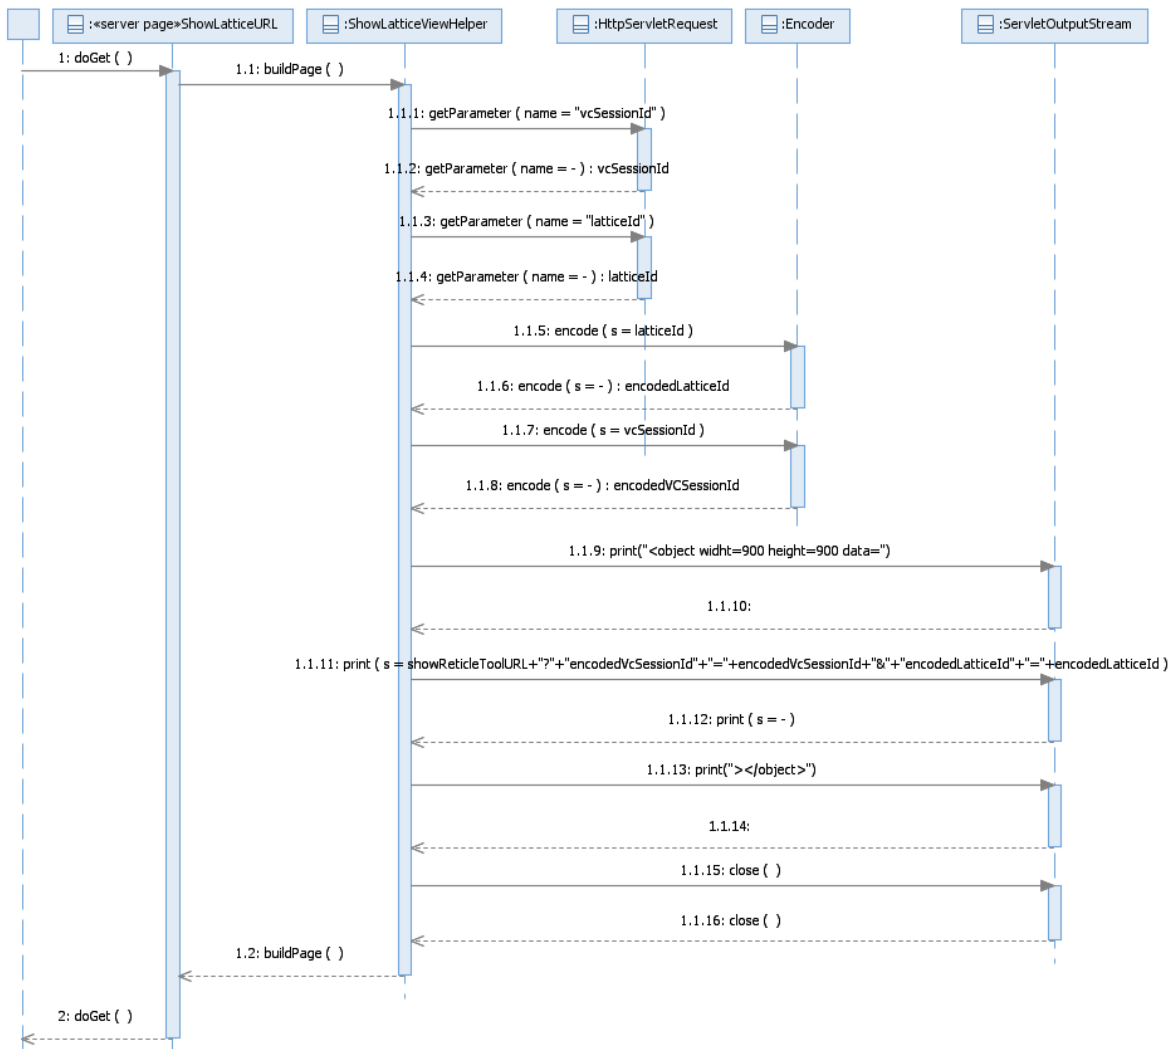 :«server page»ShowLatticeURL
:ShowLatticeViewHelper
:HttpServletRequest
:Encoder
:ServletOutputStream
1: doGet (  )
1.1: buildPage (  )
1.1.1: getParameter ( name = "vcSessionId" )
1.1.2: getParameter ( name = - ) : vcSessionId
1.1.3: getParameter ( name = "latticeId" )
1.1.4: getParameter ( name = - ) : latticeId
1.1.5: encode ( s = latticeId )
1.1.6: encode ( s = - ) : encodedLatticeId
1.1.7: encode ( s = vcSessionId )
1.1.8: encode ( s = - ) : encodedVCSessionId
1.1.9: print("<object widht=900 height=900 data=")
1.1.10:
1.1.11: print ( s = showReticleToolURL+"?"+"encodedVcSessionId"+"="+encodedVcSessionId+"&"+"encodedLatticeId"+"="+encodedLatticeId )
1.1.12: print ( s = - )
1.1.13: print("></object>")
1.1.14:
1.1.15: close (  )
1.1.16: close (  )
1.2: buildPage (  )
2: doGet (  )